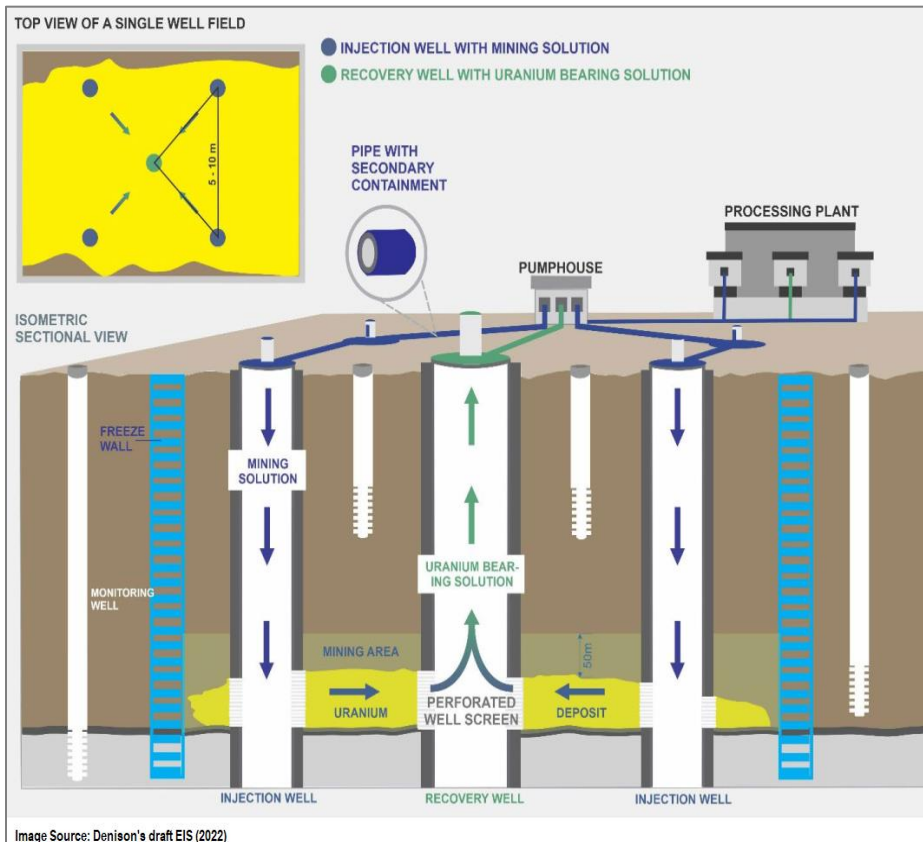 TOP VIEW OF A SINGLE WELL FIELD
INJECTION WELL WITH MINING SOLUTION
RECOVERY WELL WITH URANIUM BEARING SOLUTION
5 - 10 m
PIPE WITH
SECONDARY
CONTAINMENT
PROCESSING PLANT
PUMPHOUSE
ISOMETRIC
SECTIONAL VIEW
FREEZE
WALL
MINING
SOLUTION
URANIUM BEAR-
ING SOLUTION
MONITORING
WELL
MINING AREA
50m
URANIUM
PERFORATED
WELL SCREEN
DEPOSIT
INJECTION WELL
RECOVERY WELL
INJECTION WELL
Image Source: Denison's draft EIS (2022)